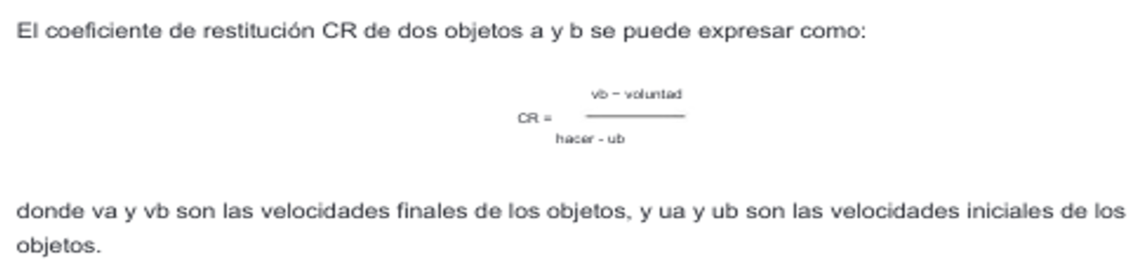 El coeficiente de restitución CR de dos objetos a y b se puede expresar como:
vb − voluntad
CR =
hacer - ub
donde va y vb son las velocidades finales de los objetos, y ua y ub son las velocidades iniciales de los
objetos.